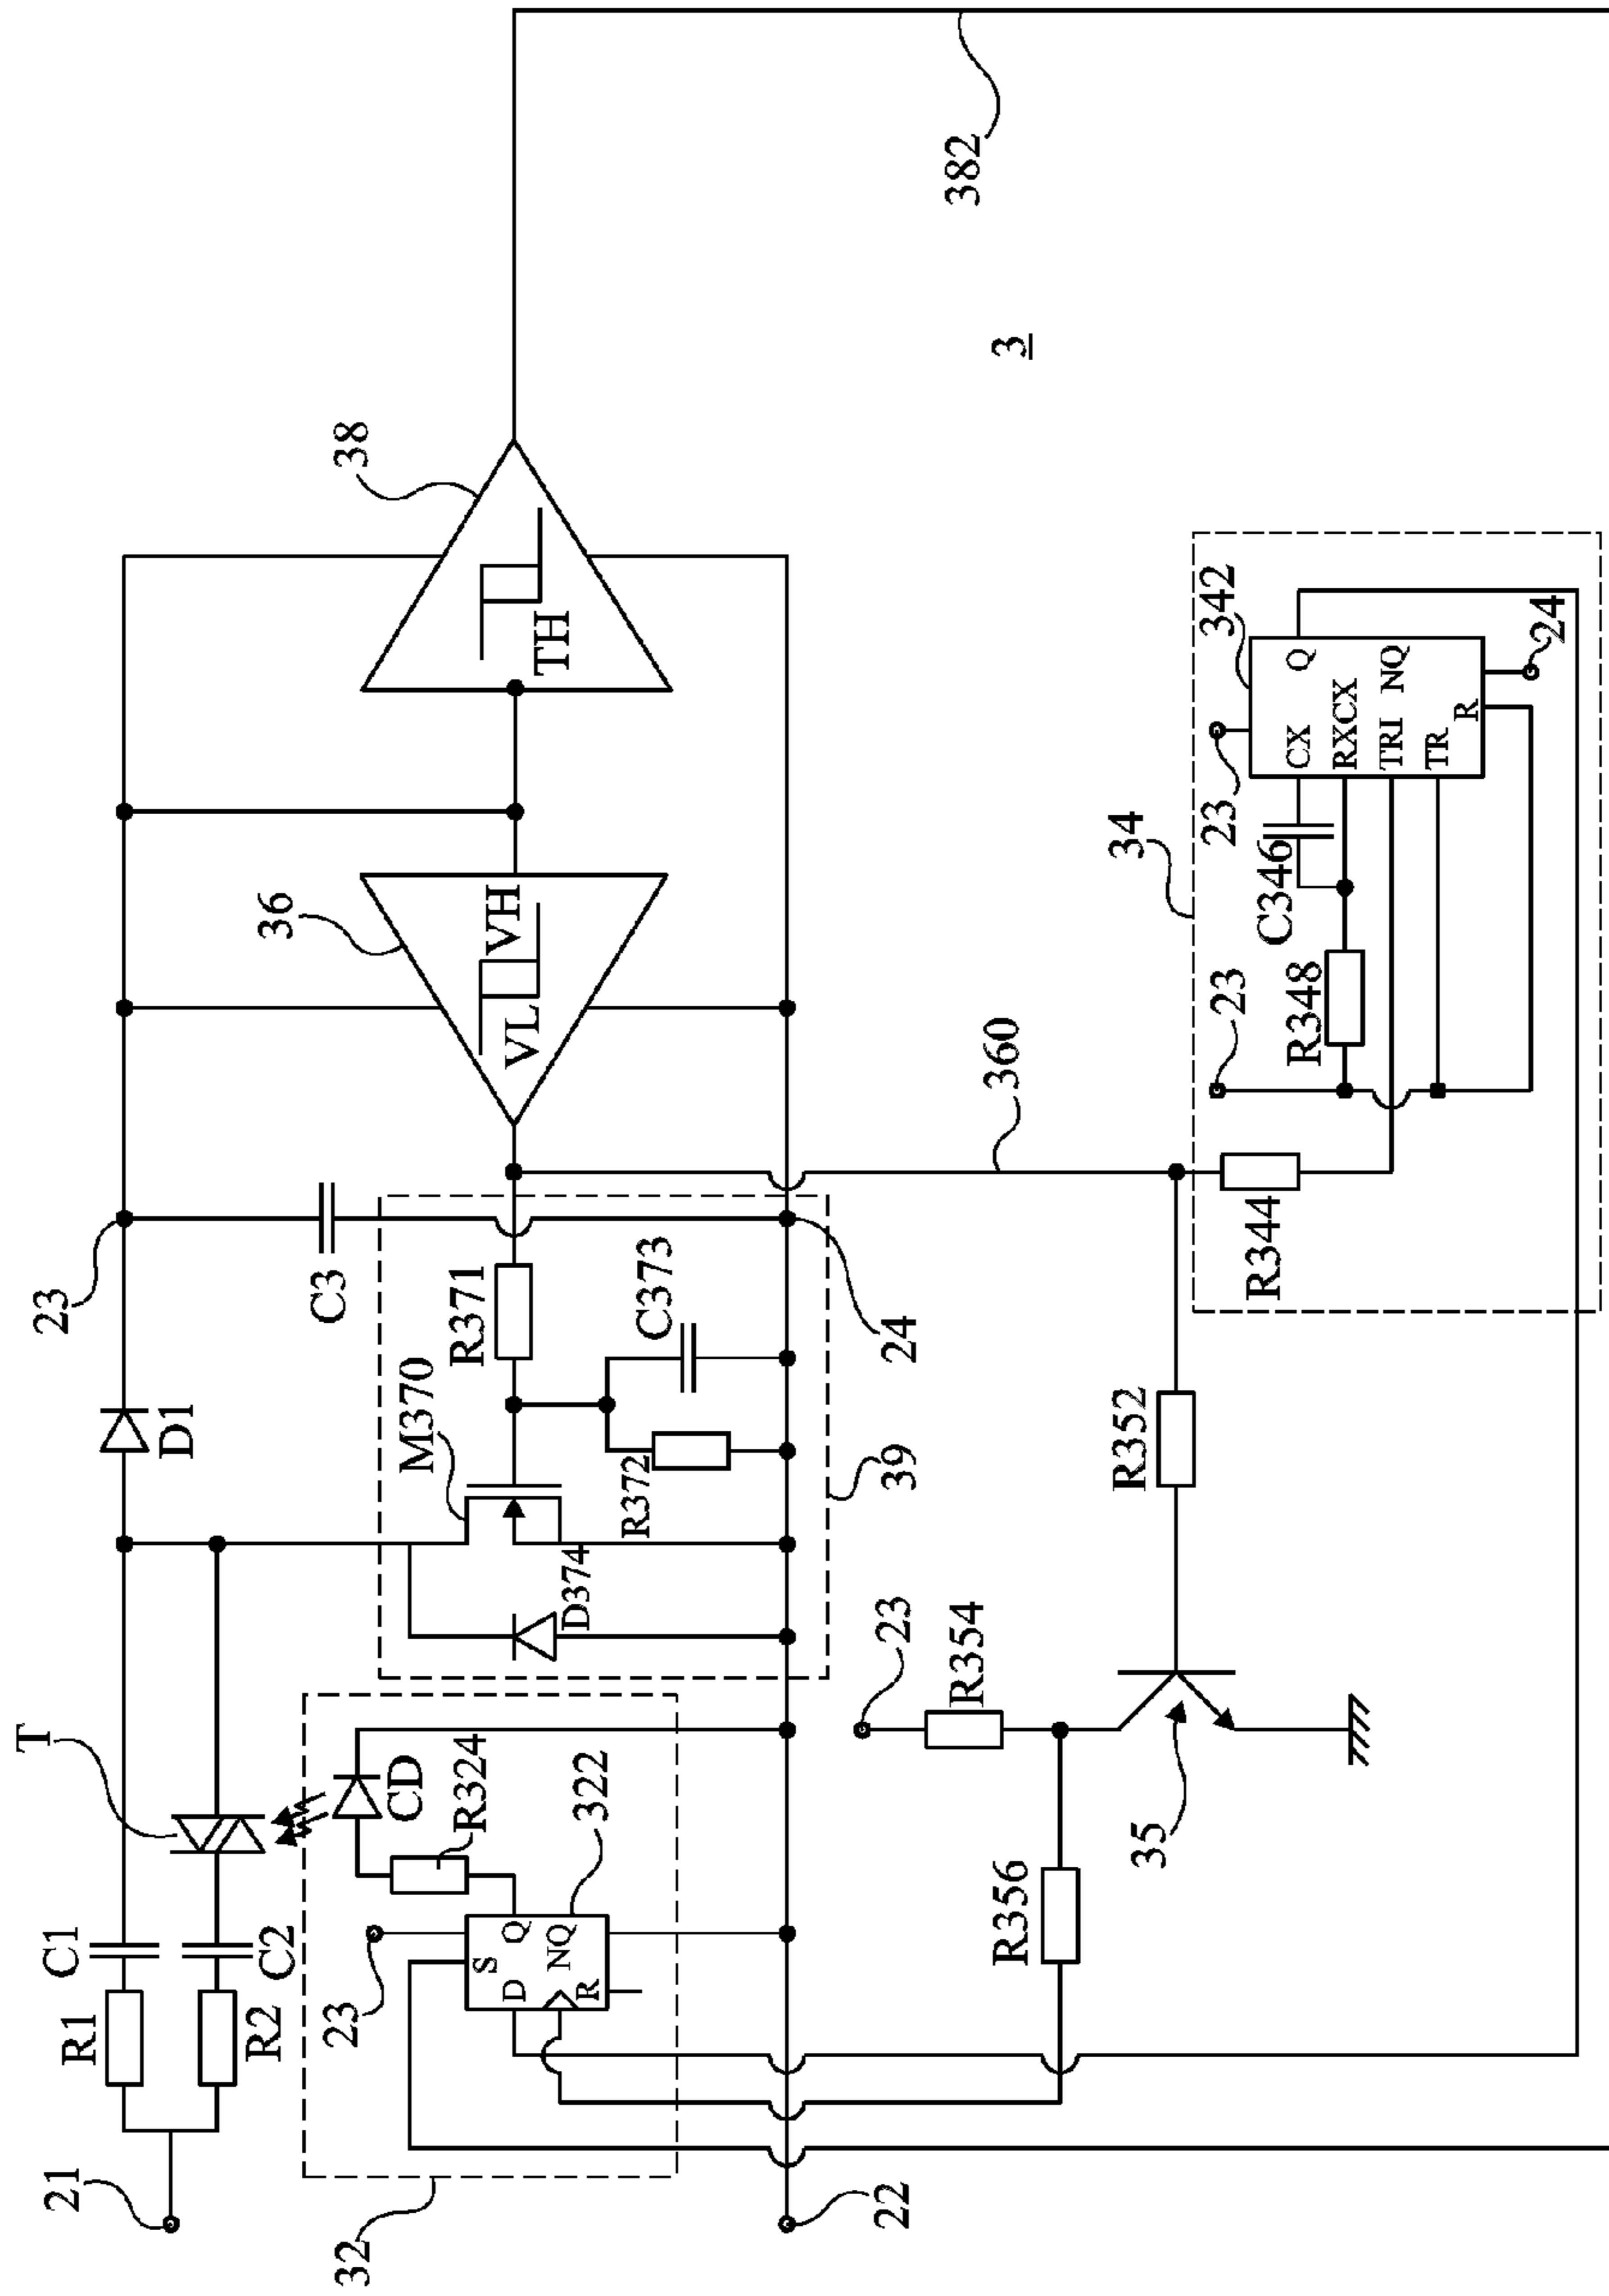 21
R1
C1
T
R2
C2
D1
23
C3
36
VL
VH
38
TH
382
3
32
23
S
D
Q
NQ
R
322
R324
CD
D374
M370
R371
R372
C373
39
24
22
360
23
R354
R356
35
R352
34
R344
23
R348
C346
23
342
CX
RXCX
TRI
TR
Q
NQ
R
24